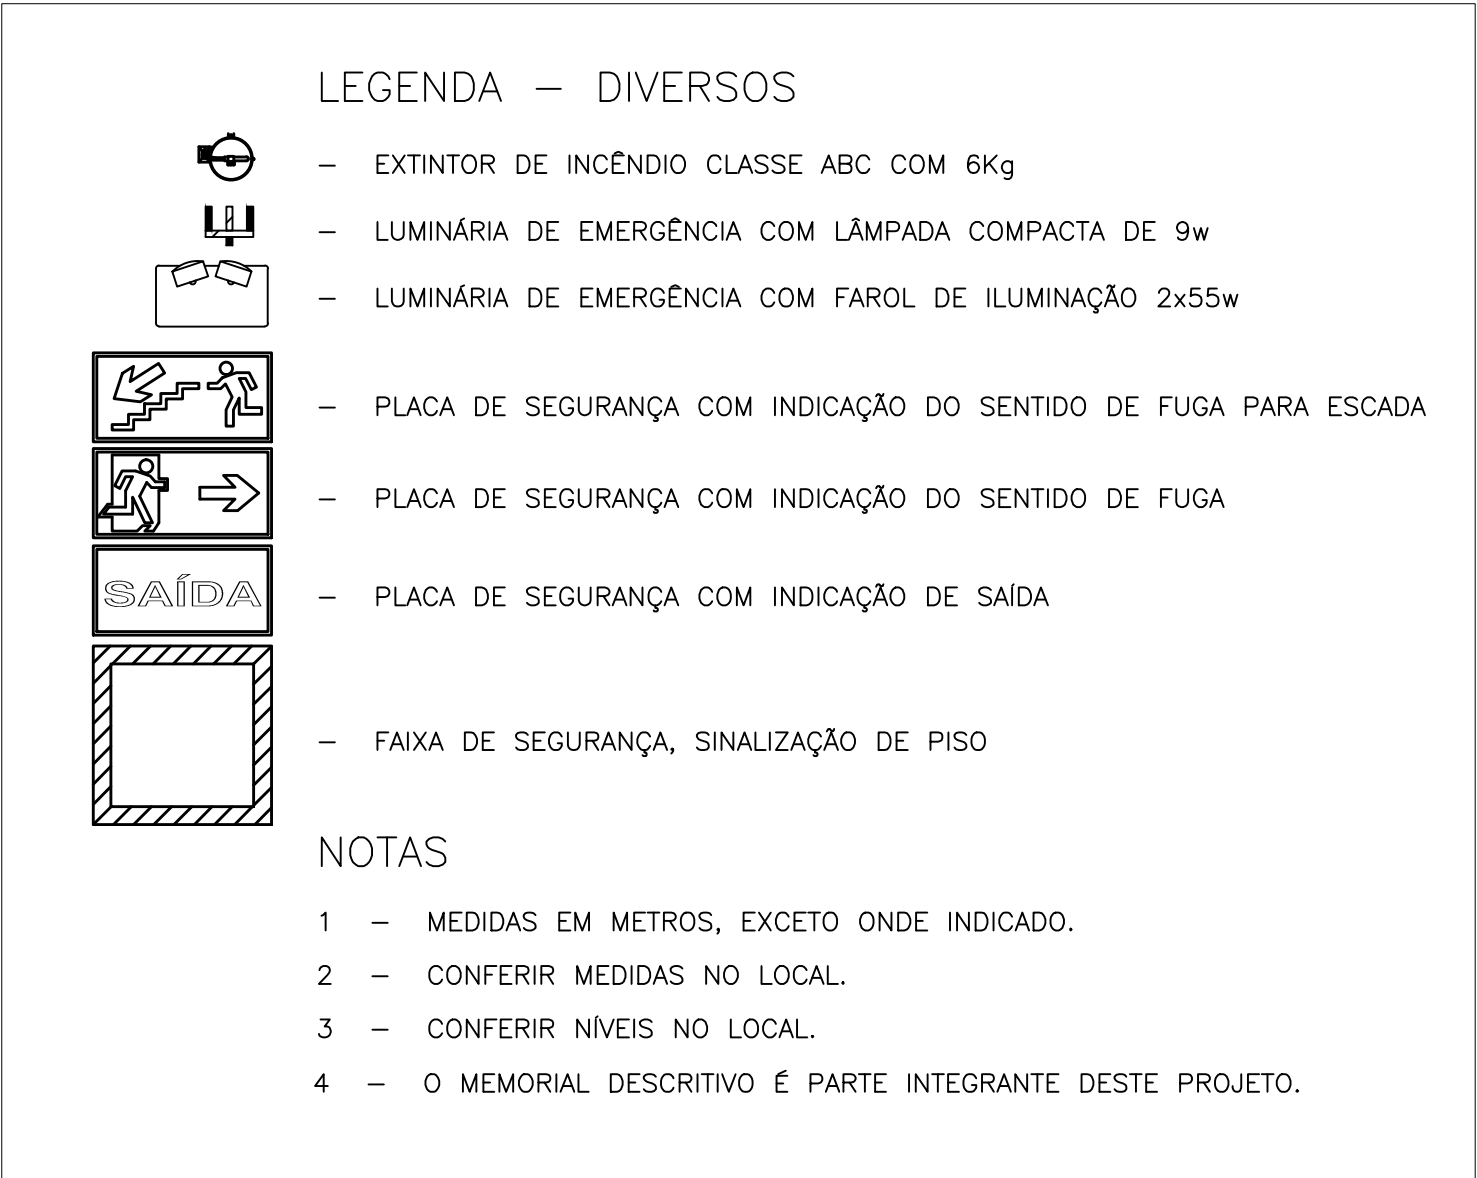 LEGENDA – DIVERSOS
– EXTINTOR DE INCÊNDIO CLASSE ABC COM 6Kg
– LUMINÁRIA DE EMERGÊNCIA COM LÂMPADA COMPACTA DE 9w
– LUMINÁRIA DE EMERGÊNCIA COM FAROL DE ILUMINAÇÃO 2x55w
– PLACA DE SEGURANÇA COM INDICAÇÃO DO SENTIDO DE FUGA PARA ESCADA
– PLACA DE SEGURANÇA COM INDICAÇÃO DO SENTIDO DE FUGA
SAÍDA – PLACA DE SEGURANÇA COM INDICAÇÃO DE SAÍDA
– FAIXA DE SEGURANÇA, SINALIZAÇÃO DE PISO
NOTAS
1 – MEDIDAS EM METROS, EXCETO ONDE INDICADO.
2 – CONFERIR MEDIDAS NO LOCAL.
3 – CONFERIR NÍVEIS NO LOCAL.
4 – O MEMORIAL DESCRITIVO É PARTE INTEGRANTE DESTE PROJETO.